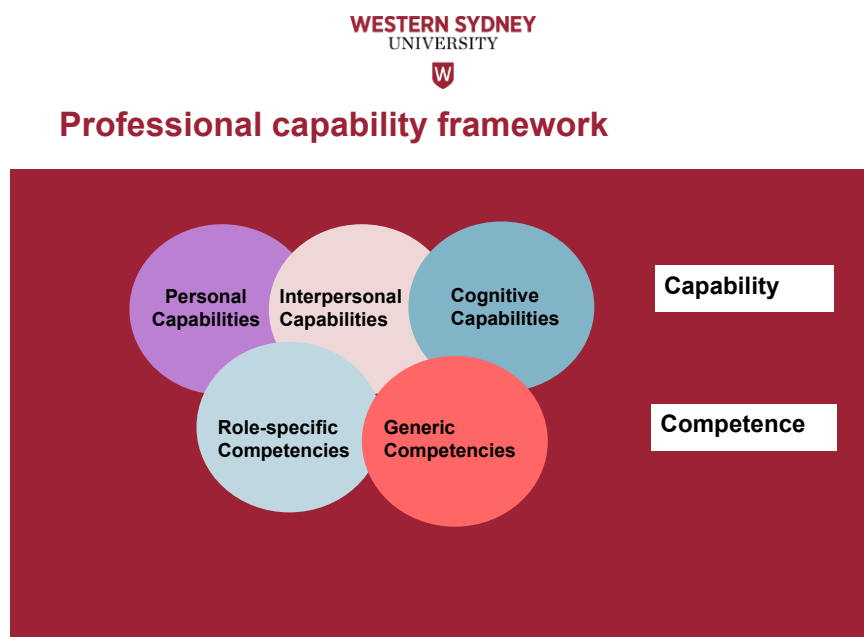 WESTERN SYDNEY
UNIVERSITY
W
Professional capability framework
Personal
Capabilities
Interpersonal
Capabilities
Cognitive
Capabilities
Capability
Role-specific
Competencies
Generic
Competencies
Competence